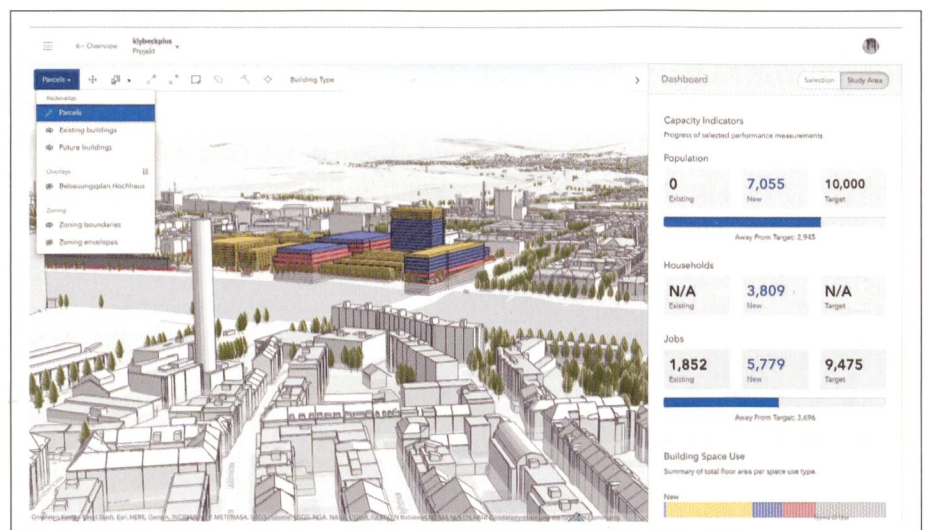 ← Overview
klybeckplus
Projekt
Parcels
Building Type
Redevelop
Parcels
Existing buildings
Future buildings
Overlays
Bebauungsplan Hochhaus
Zoning
Zoning boundaries
Zoning envelopes
Dashboard
Selection
Study Area
Capacity Indicators
Progress of selected performance measurements
Population
0 7,055 10,000
Existing New Target
Away From Target: 2,945
Households
N/A 3,809 N/A
Existing New Target
Jobs
1,852 5,779 9,475
Existing New Target
Away From Target: 3,696
Building Space Use
Summary of total floor area per space use type.
New